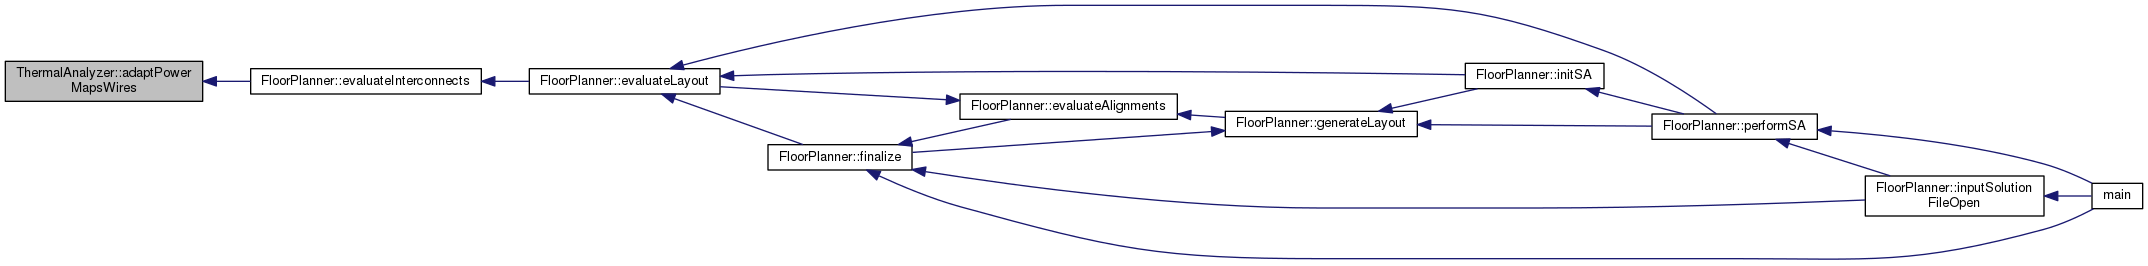 ThermalAnalyzer::adaptPower
MapsWires
FloorPlanner::evaluateInterconnects
FloorPlanner::evaluateLayout
FloorPlanner::finalize
FloorPlanner::evaluateAlignments
FloorPlanner::generateLayout
FloorPlanner::initSA
FloorPlanner::performSA
FloorPlanner::inputSolution
FileOpen
main